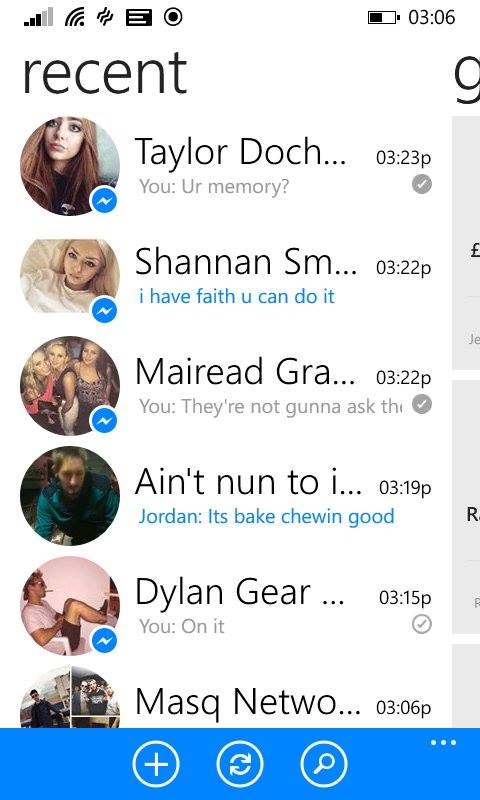 03:06
recent
g
Taylor Doch... 03:23p
You: Ur memory?
Shannan Sm... 03:22p
i have faith u can do it
£
Je
Mairead Gra... 03:22p
You: They're not gunna ask the
Ain't nun to i... 03:19p
Jordan: Its bake chewin good
Ra
Dylan Gear ... 03:15p
You: On it
R
Masq Netwo... 03:06p